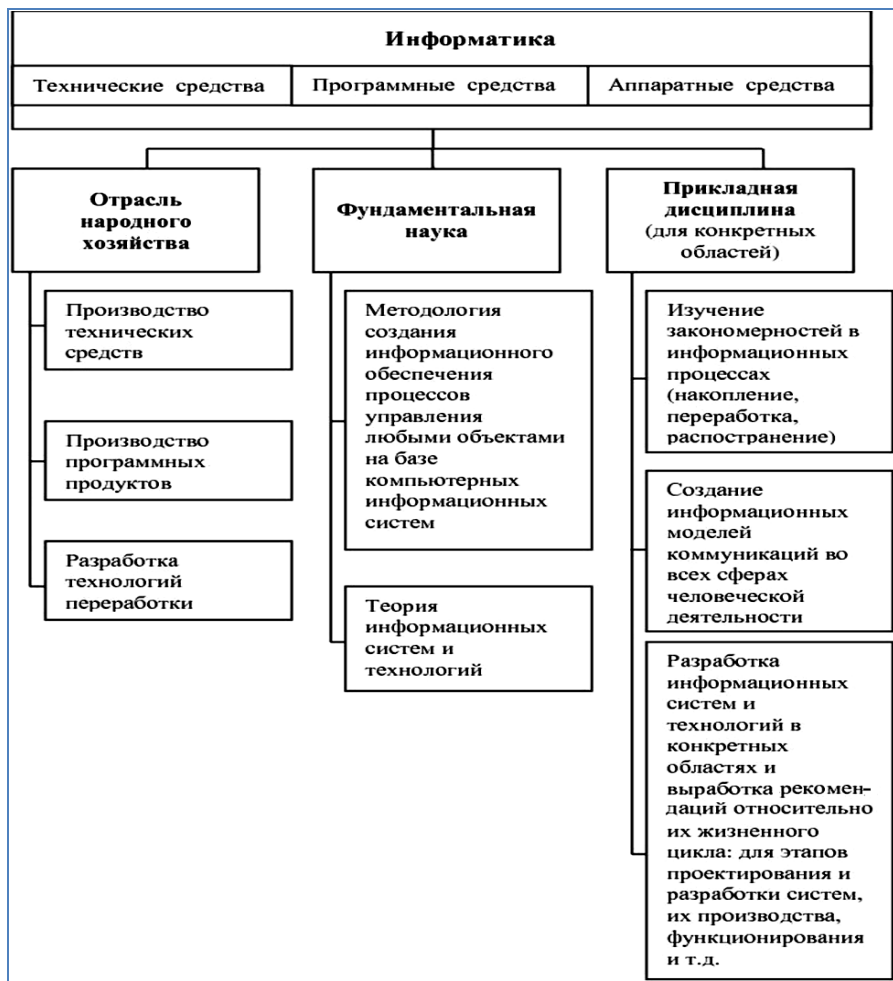 Информатика
Технические средства
Программные средства
Аппаратные средства
Отрасль
народного
хозяйства
Производство
технических
средств
Производство
программных
продуктов
Разработка
технологий
переработки
Фундаментальная
наука
Методология
создания
информационного
обеспечения
процессов
управления
любыми объектами
на базе
компьютерных
информационных
систем
Теория
информационных
систем и
технологий
Прикладная
дисциплина
(для конкретных
областей)
Изучение
закономерностей в
информационных
процессах
(накопление,
переработка,
распостранение)
Создание
информационных
моделей
коммуникаций во
всех сферах
человеческой
деятельности
Разработка
информационных
систем и
технологий в
конкретных
областях и
выработка рекомен-
даций относительно
их жизненного
цикла: для этапов
проектирования и
разработки систем,
их производства,
функционирования
и т.д.